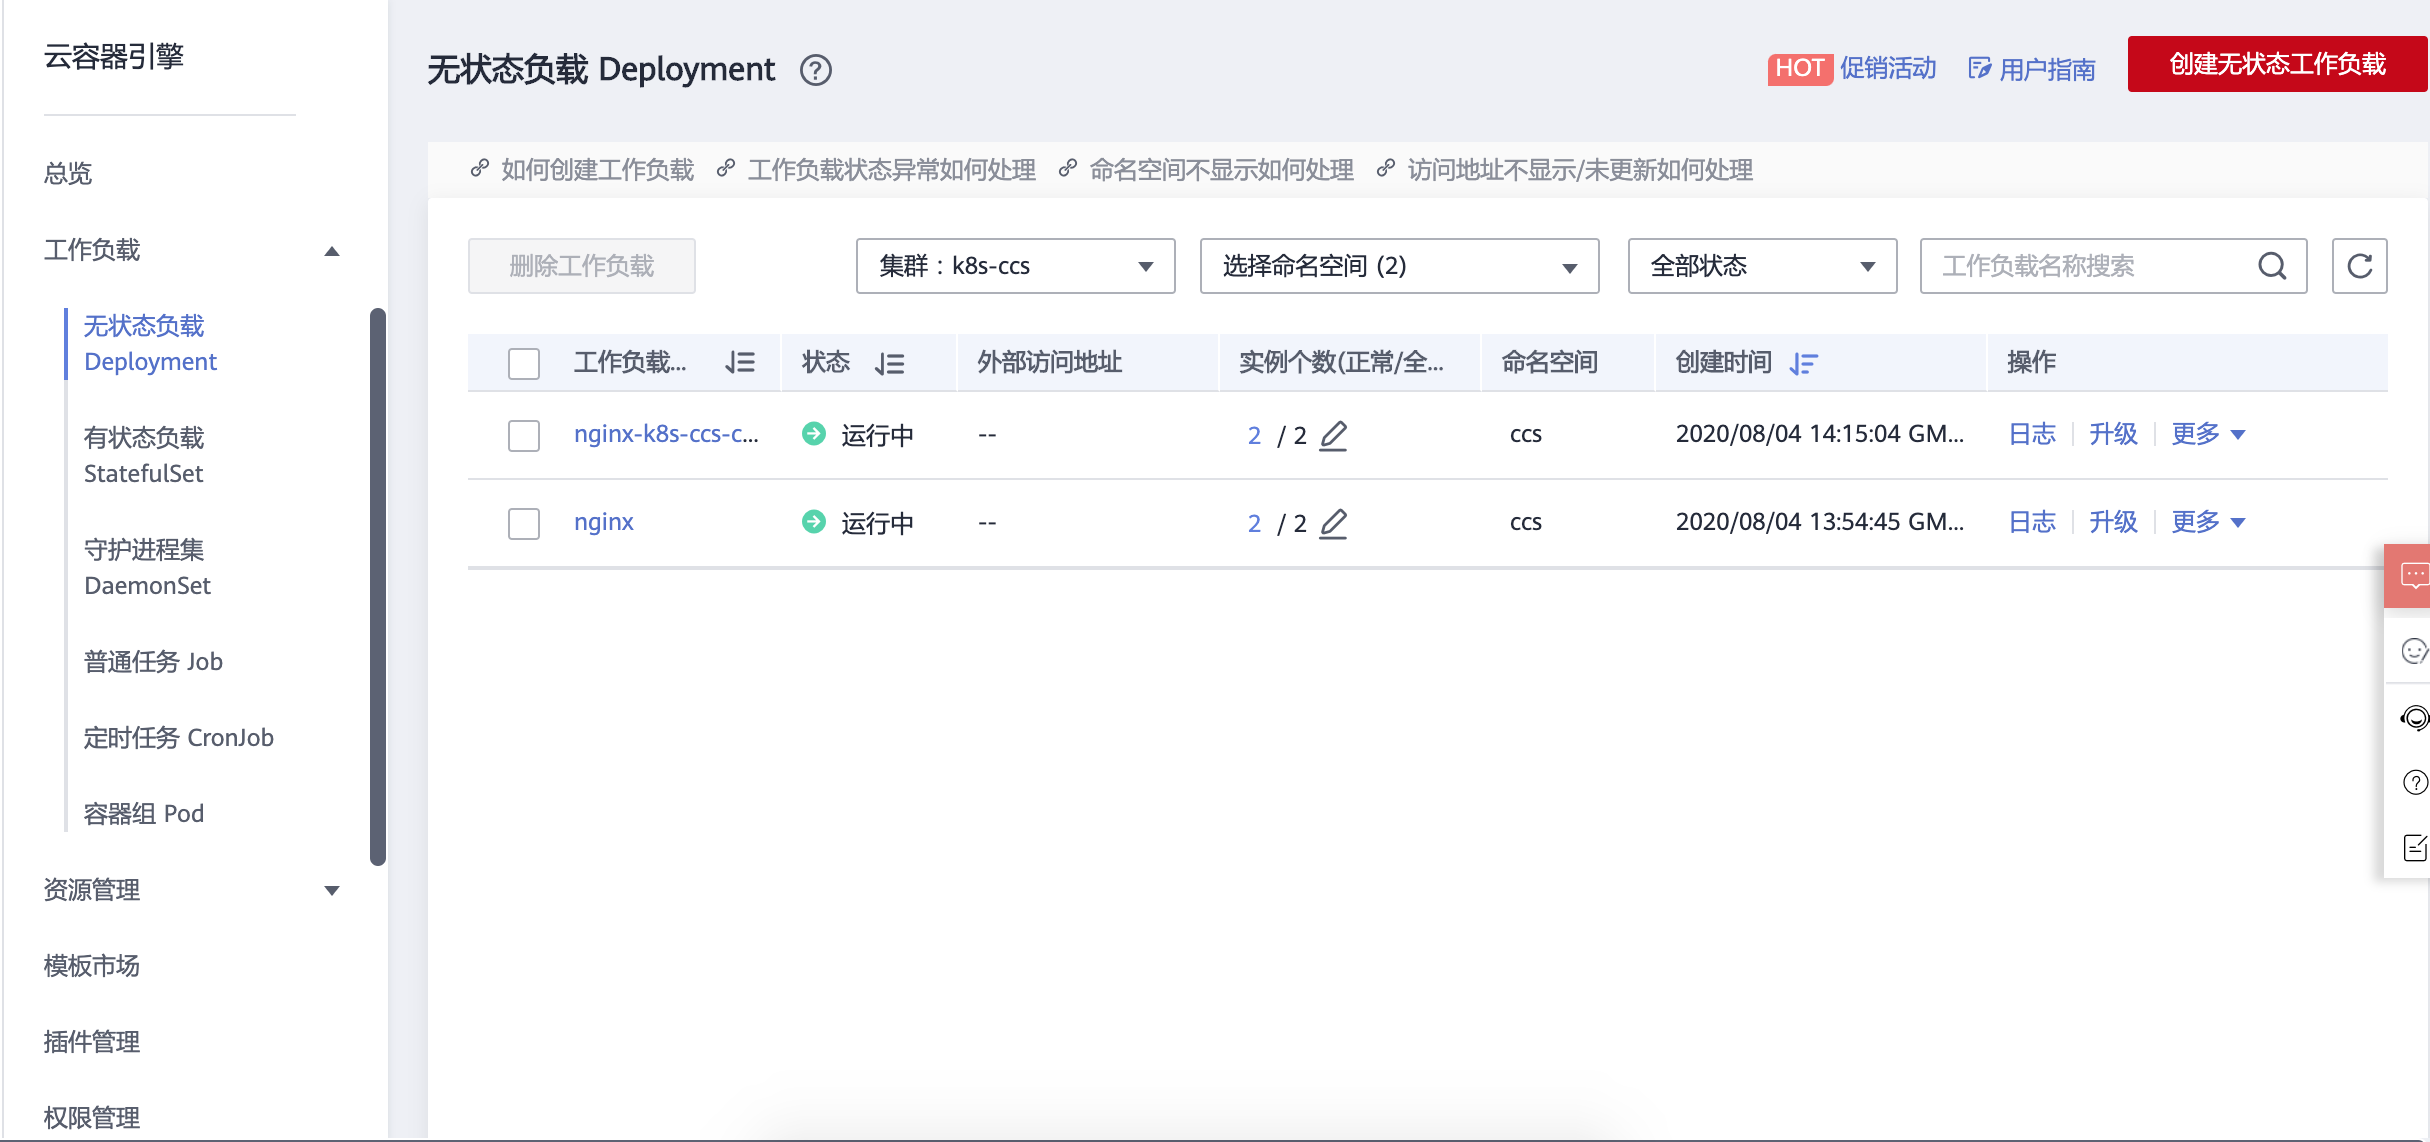 云容器引擎
总览
工作负载
无状态负载
Deployment
有状态负载
StatefulSet
守护进程集
DaemonSet
普通任务 Job
定时任务 CronJob
容器组 Pod
资源管理
模板市场
插件管理
权限管理
无状态负载 Deployment
HOT 促销活动 用户指南 创建无状态工作负载
如何创建工作负载 工作负载状态异常如何处理 命名空间不显示如何处理 访问地址不显示/未更新如何处理
删除工作负载 集群：k8s-ccs 选择命名空间 (2) 全部状态 工作负载名称搜索
工作负载... 状态 外部访问地址 实例个数(正常/全... 命名空间 创建时间 操作
nginx-k8s-ccs-c... 运行中 -- 2 / 2 ccs 2020/08/04 14:15:04 GM... 日志 升级 更多
nginx 运行中 -- 2 / 2 ccs 2020/08/04 13:54:45 GM... 日志 升级 更多